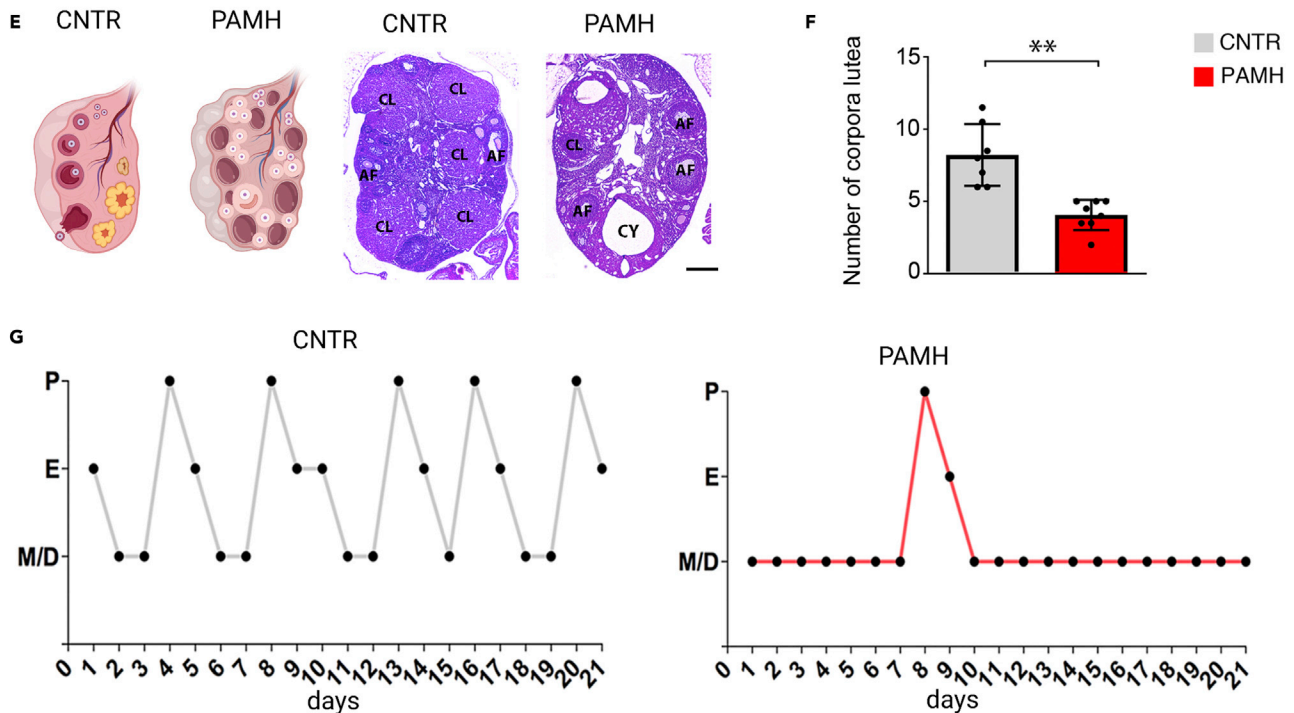 E
CNTR
PAMH
CNTR
PAMH
CL
CL
CL
AF
AF
CL
CL
AF
CL
AF
AF
CY
F
Number of corpora lutea
15
10
5
0
**
CNTR
PAMH
G
CNTR
P
E
M/D
0 1 2 3 4 5 6 7 8 9 10 11 12 13 14 15 16 17 18 19 20 21
days
PAMH
P
E
M/D
0 1 2 3 4 5 6 7 8 9 10 11 12 13 14 15 16 17 18 19 20 21
days